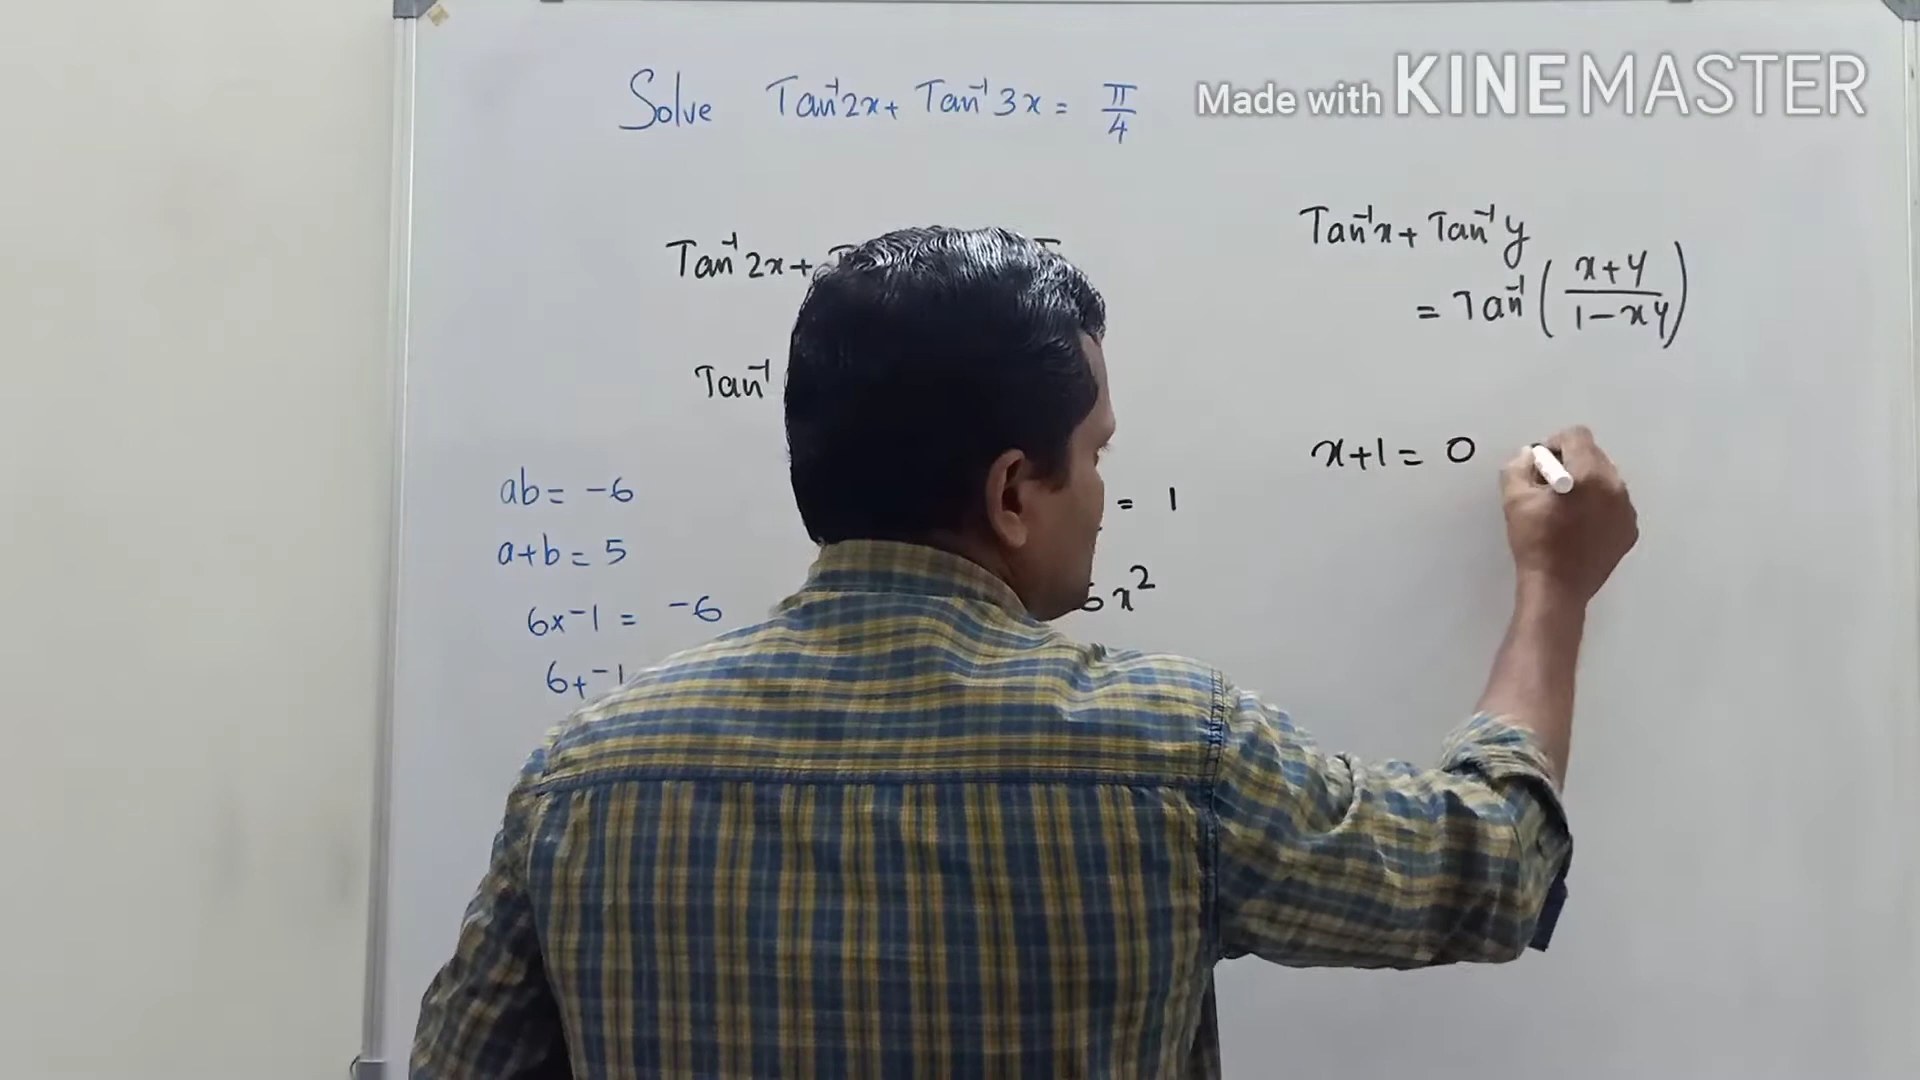 Solve Tan⁻¹2x + Tan⁻¹3x = π/4
Made with KINEMASTER
Tan⁻¹2x +
Tan⁻¹
ab = -6
a+b = 5
6x⁻1 = ⁻6
6+⁻1
= 1
6x²
Tan⁻¹x + Tan⁻¹y
= Tan⁻¹ ( x+y / 1-xy )
x+1 = 0